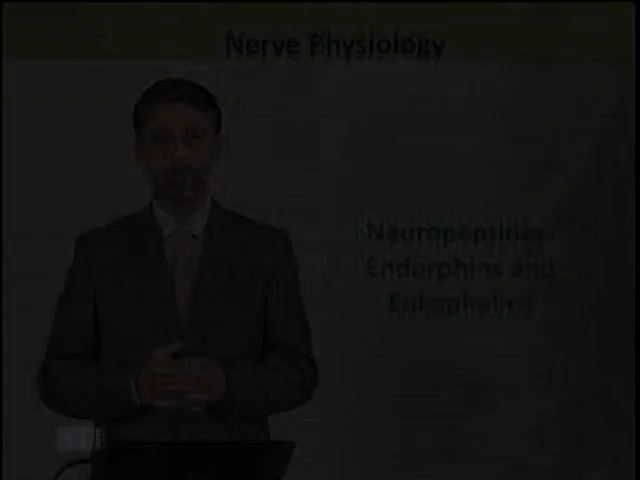 Nerve Physiology
Neuropeptides:
Endorphins and
Enkephalins